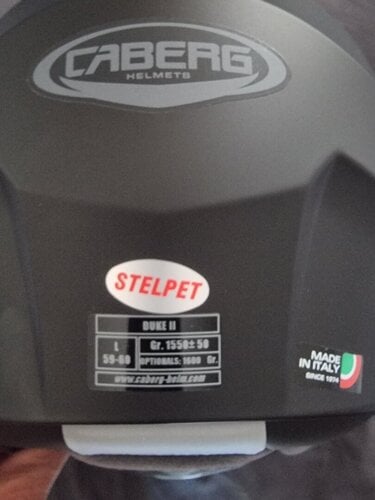 CABERG
HELMETS
STELPET
DUKE II
L
59-60
Gr. 1550± 50
OPTIONALS: 1600 Gr.
www.caberg-helm.com
MADE
IN ITALY
SINCE 1974